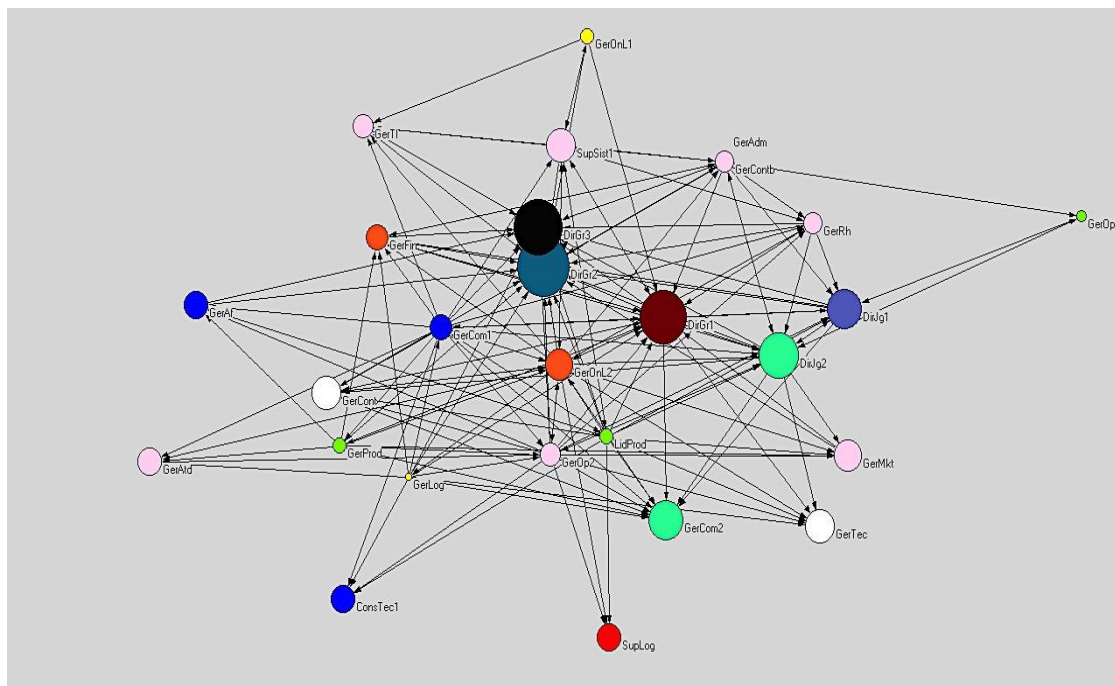 GerOnL1
GerTI
SupSist1
GerAdm
GerContb
GerOp
GerRh
DirGr3
GerFin
DirGr2
DirJg1
DirGr1
GerCom1
DirJg2
GerOnL2
GerCont
LidProd
GerProd
GerOp2
GerMkt
GerAtd
GerLog
GerCom2
GerTec
ConsTec1
SupLog